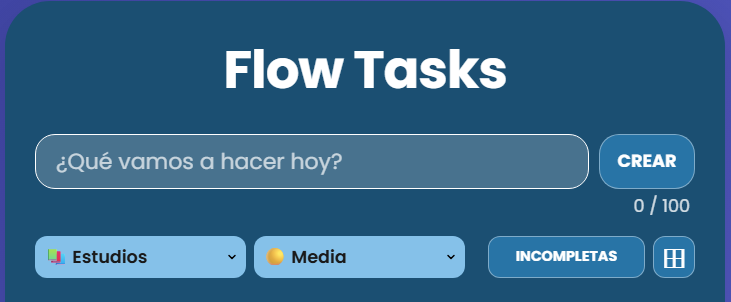 Flow Tasks
¿Qué vamos a hacer hoy?
CREAR
0 / 100
Estudios
Media
INCOMPLETAS